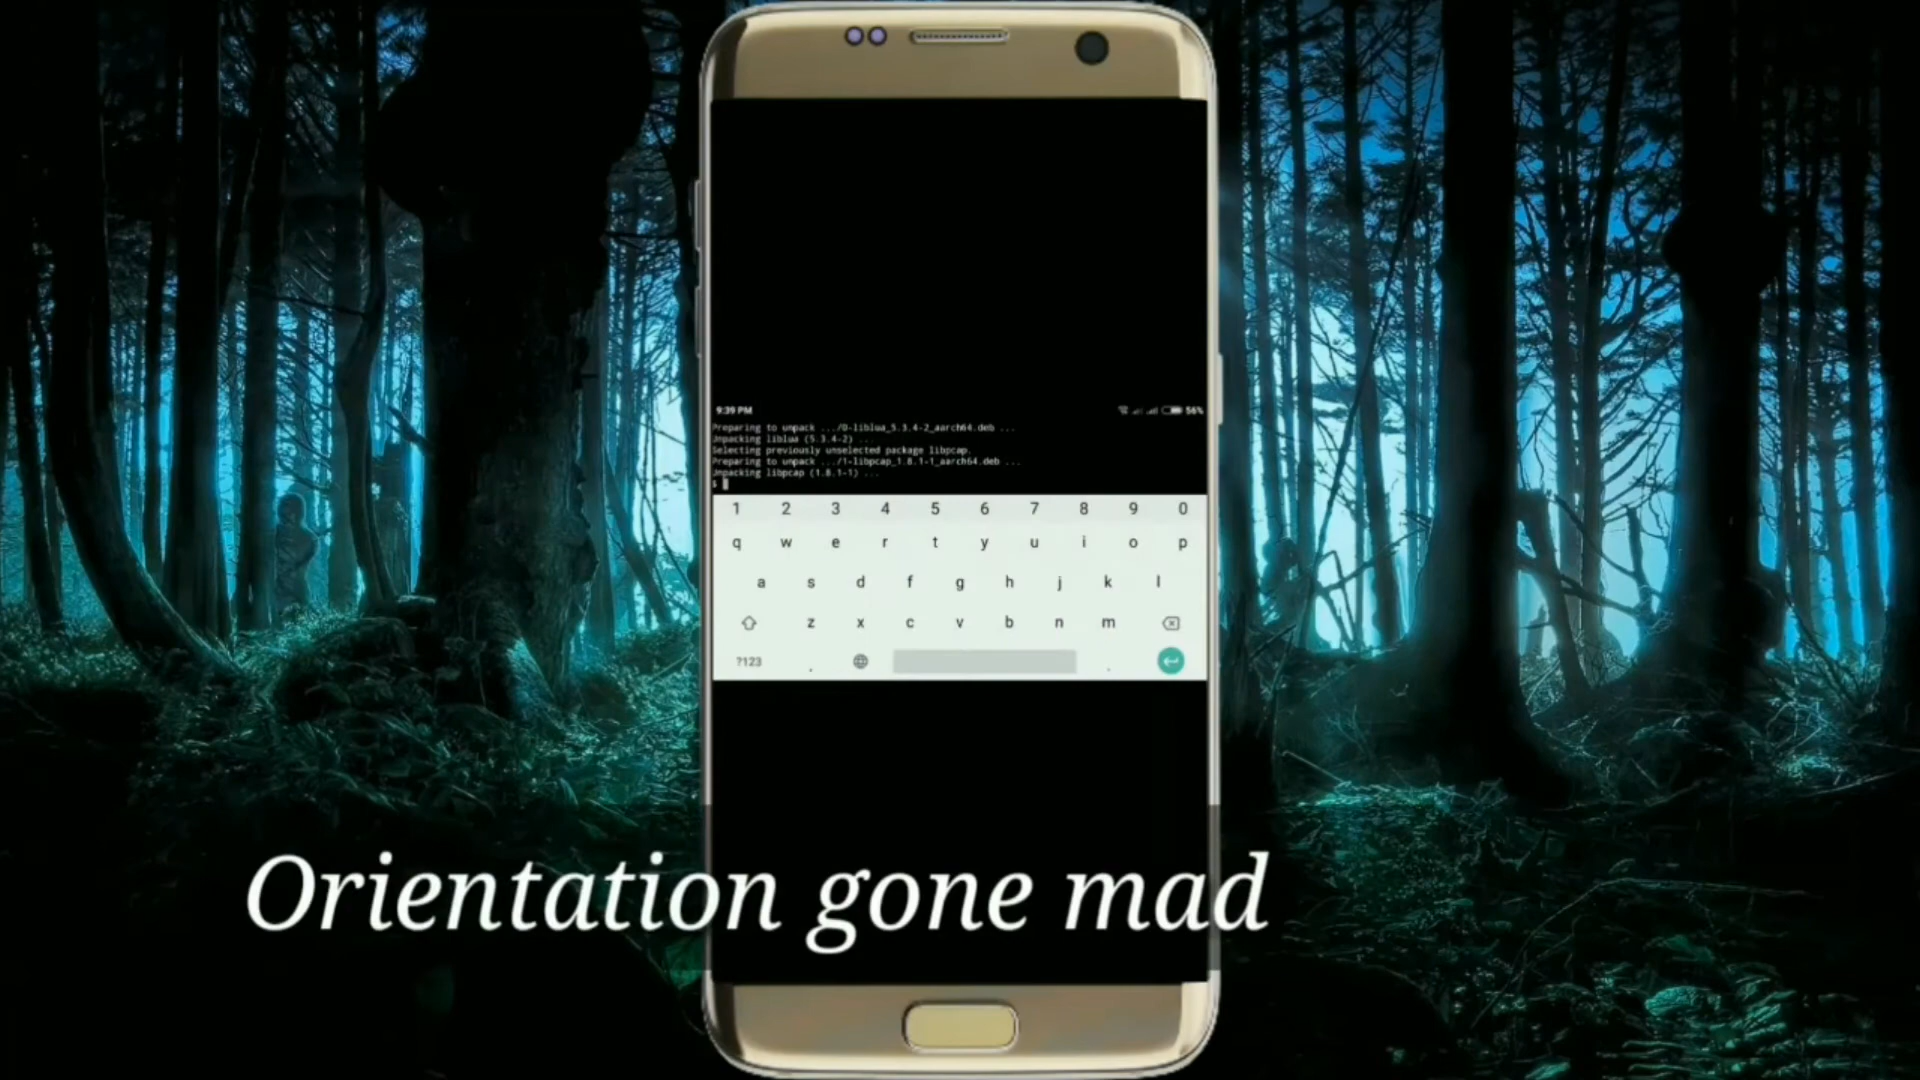 9:39 PM 56%
Preparing to unpack .../0-liblua_5.3.4-2_aarch64.deb ...
Unpacking liblua (5.3.4-2) ...
Selecting previously unselected package libpcap.
Preparing to unpack .../1-libpcap_1.8.1-1_aarch64.deb ...
Unpacking libpcap (1.8.1-1) ...
$
1 2 3 4 5 6 7 8 9 0
q w e r t y u i o p
a s d f g h j k l
z x c v b n m
?123 , .
Orientation gone mad